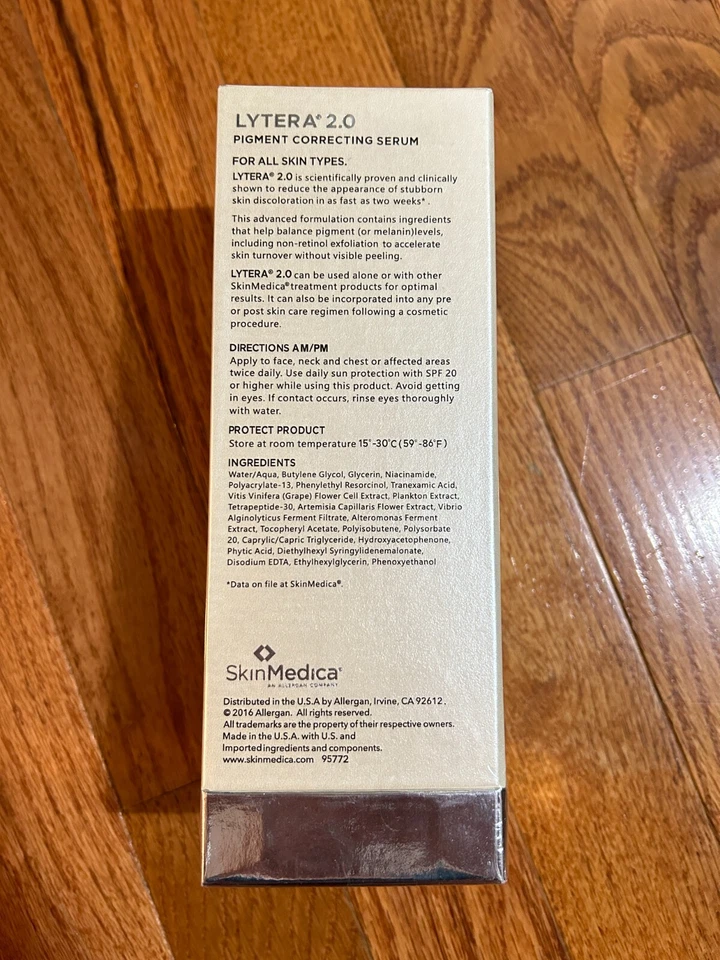 LYTERA® 2.0
PIGMENT CORRECTING SERUM
FOR ALL SKIN TYPES.
LYTERA® 2.0 is scientifically proven and clinically
shown to reduce the appearance of stubborn
skin discoloration in as fast as two weeks*.
This advanced formulation contains ingredients
that help balance pigment (or melanin)levels,
including non-retinol exfoliation to accelerate
skin turnover without visible peeling.
LYTERA® 2.0 can be used alone or with other
SkinMedica® treatment products for optimal
results. It can also be incorporated into any pre
or post skin care regimen following a cosmetic
procedure.
DIRECTIONS AM/PM
Apply to face, neck and chest or affected areas
twice daily. Use daily sun protection with SPF 20
or higher while using this product. Avoid getting
in eyes. If contact occurs, rinse eyes thoroughly
with water.
PROTECT PRODUCT
Store at room temperature 15°-30°C (59°-86°F)
INGREDIENTS
Water/Aqua, Butylene Glycol, Glycerin, Niacinamide,
Polyacrylate-13, Phenylethyl Resorcinol, Tranexamic Acid,
Vitis Vinifera (Grape) Flower Cell Extract, Plankton Extract,
Tetrapeptide-30, Artemisia Capillaris Flower Extract, Vibrio
Alginolyticus Ferment Filtrate, Alteromonas Ferment
Extract, Tocopheryl Acetate, Polyisobutene, Polysorbate
20, Caprylic/Capric Triglyceride, Hydroxyacetophenone,
Phytic Acid, Diethylhexyl Syringylidenemalonate,
Disodium EDTA, Ethylhexylglycerin, Phenoxyethanol
*Data on file at SkinMedica®.
SkinMedica®
AN ALLERGAN COMPANY
Distributed in the U.S.A by Allergan, Irvine, CA 92612.
© 2016 Allergan. All rights reserved.
All trademarks are the property of their respective owners.
Made in the U.S.A. with U.S. and
Imported ingredients and components.
www.skinmedica.com 95772